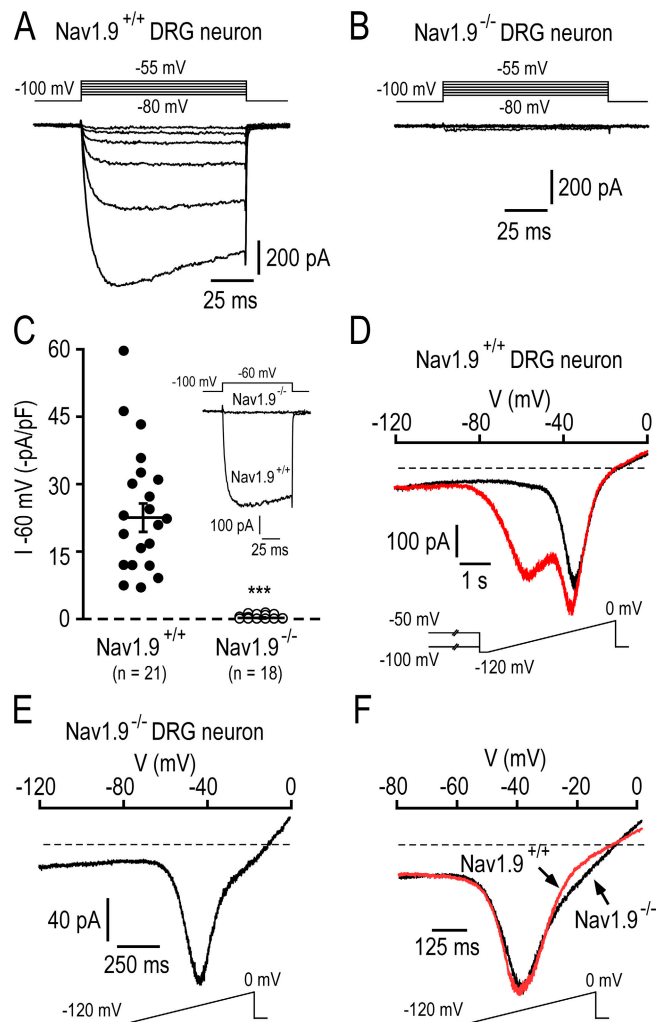 A
Nav1.9 +/+ DRG neuron
-55 mV
-100 mV
-80 mV
200 pA
25 ms
B
Nav1.9 -/- DRG neuron
-55 mV
-100 mV
-80 mV
200 pA
25 ms
C
I -60 mV (-pA/pF)
60
45
30
15
0
-60 mV
-100 mV
Nav1.9 -/-
Nav1.9 +/+
100 pA
25 ms
***
Nav1.9 +/+
(n = 21)
Nav1.9 -/-
(n = 18)
D
Nav1.9 +/+ DRG neuron
V (mV)
-120 -80 -40 0
100 pA
1 s
0 mV
-50 mV
-100 mV
-120 mV
E
Nav1.9 -/- DRG neuron
V (mV)
-120 -80 -40 0
40 pA
250 ms
0 mV
-120 mV
F
V (mV)
-80 -60 -40 -20 0
Nav1.9 +/+
Nav1.9 -/-
125 ms
0 mV
-120 mV